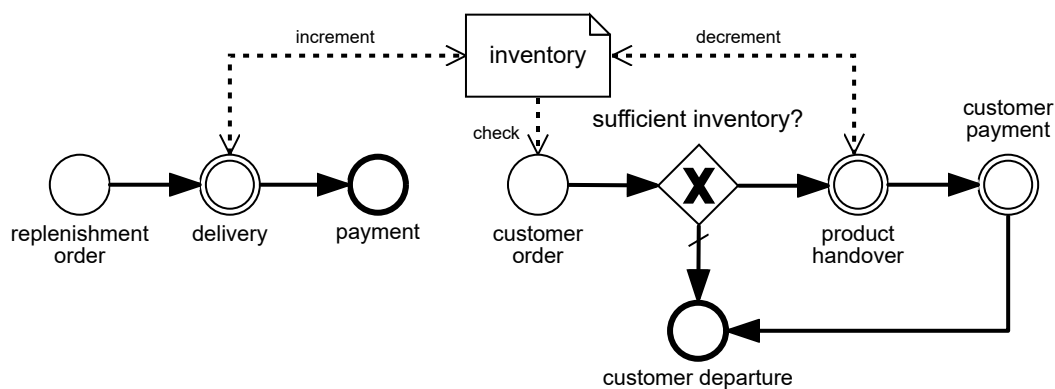 increment
inventory
decrement
check
sufficient inventory?
customer
payment
replenishment
order
delivery
payment
customer
order
X
product
handover
customer departure